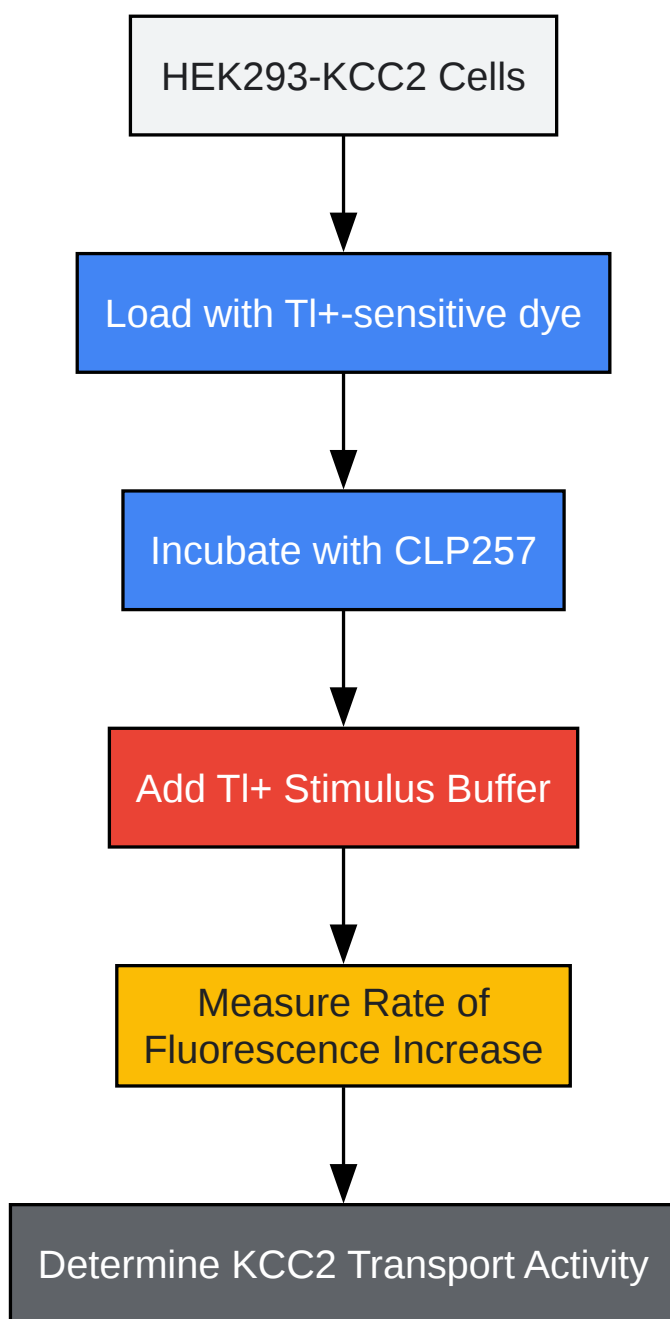 HEK293-KCC2 Cells
Load with Tl+-sensitive dye
Incubate with CLP257
Add Tl+ Stimulus Buffer
Measure Rate of
Fluorescence Increase
Determine KCC2 Transport Activity